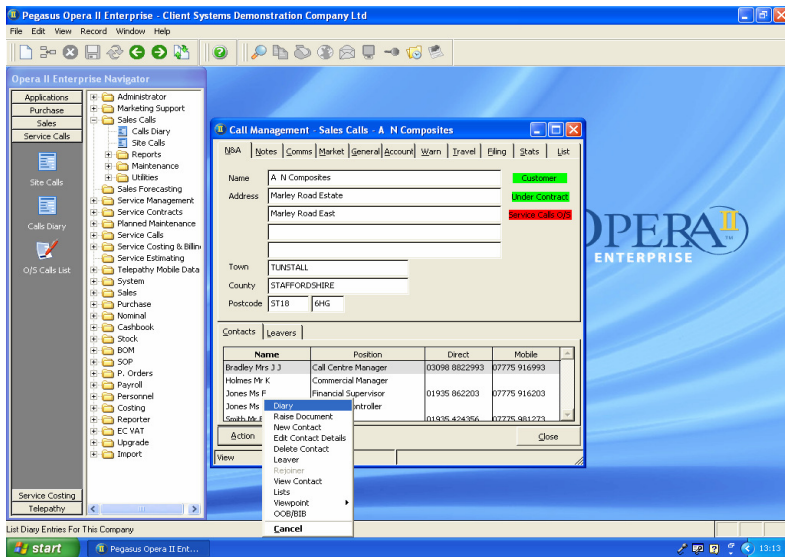 Pegasus Opera II Enterprise - Client Systems Demonstration Company Ltd
File Edit View Record Window Help
Opera II Enterprise Navigator
Applications
Purchase
Sales
Service Calls
Site Calls
Calls Diary
O/S Calls List
Service Costing
Telepathy
Administrator
Marketing Support
Sales Calls
Calls Diary
Site Calls
Reports
Maintenance
Utilities
Sales Forecasting
Service Management
Service Contracts
Planned Maintenance
Service Calls
Service Costing & Billin
Service Estimating
Telepathy Mobile Data
System
Sales
Purchase
Nominal
Cashbook
Stock
BOM
SOP
P. Orders
Payroll
Personnel
Costing
Reporter
EC VAT
Upgrade
Import
Call Management - Sales Calls - A N Composites
N&A Notes Comms Market General Account Warn Travel Filing Stats List
Name A N Composites Customer
Address Marley Road Estate Under Contract
Marley Road East Service Calls O/S
Town TUNSTALL
County STAFFORDSHIRE
Postcode ST18 6HG
Contacts Leavers
Name Position Direct Mobile
Bradley Mrs J J Call Centre Manager 03098 8822993 07775 916993
Holmes Mr K Commercial Manager
Jones Ms F Financial Supervisor 01935 862203 07775 916203
Jones Ms
Smith Mr 01935 424356 07775 981273
Action Close
View
Diary
Raise Document
New Contact
Edit Contact Details
Delete Contact
Leaver
Rejoiner
View Contact
Lists
Viewpoint
OOB/BIB
Cancel
OPERA II
ENTERPRISE
List Diary Entries For This Company
start Pegasus Opera II Ent... 13:13